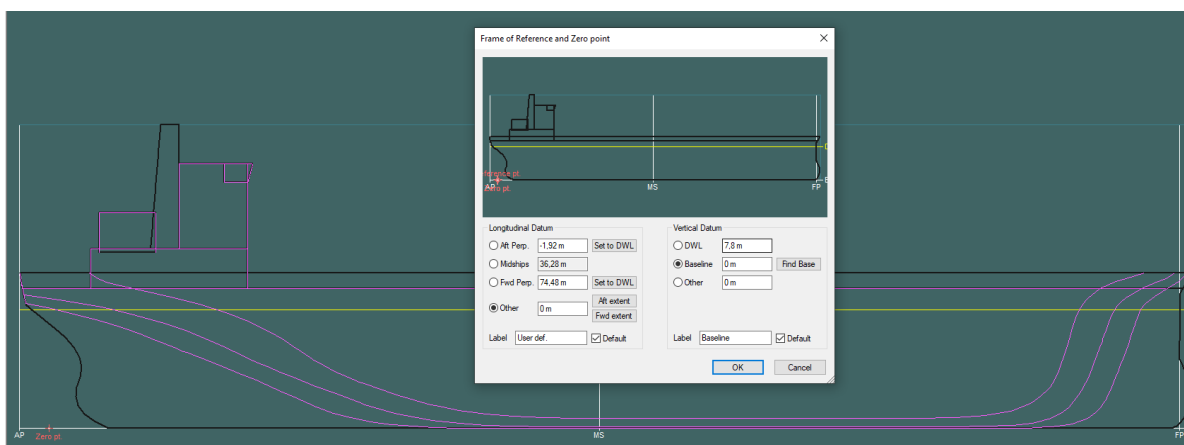 Frame of Reference and Zero point
AP
MS
FP
Zero pt.
Longitudinal Datum
Aft Perp.
-1,92 m
Set to DWL
Midships
36,28 m
Fwd Perp.
74,48 m
Set to DWL
Other
0 m
Aft extent
Fwd extent
Label
User def.
Default
Vertical Datum
DWL
7,8 m
Baseline
0 m
Find Base
Other
0 m
Label
Baseline
Default
OK
Cancel
AP
Zero pt.
MS
FP